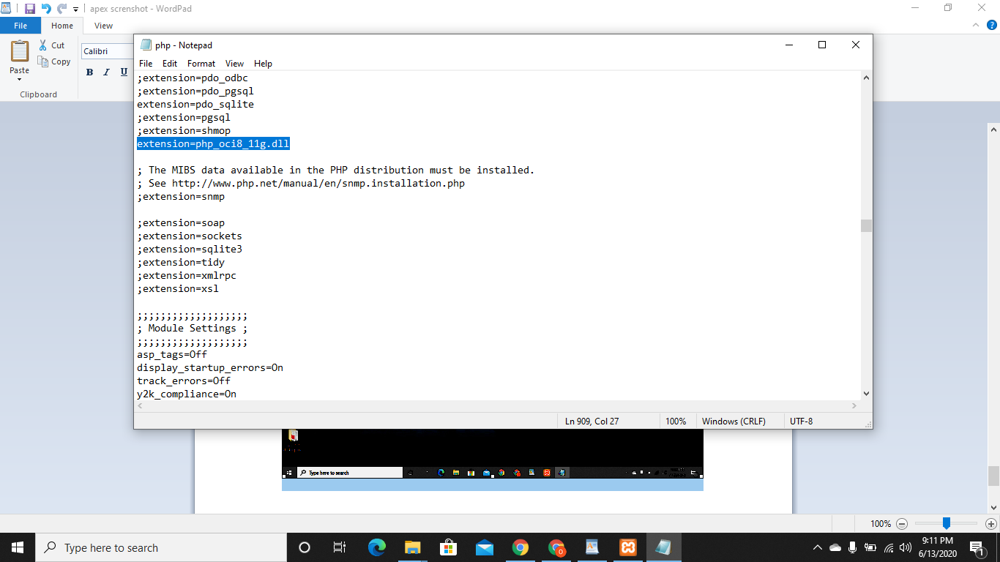 apex screnshot - WordPad
File
Home
View
Paste
Cut
Copy
Clipboard
Calibri
B I U
php - Notepad
File Edit Format View Help
;extension=pdo_odbc
;extension=pdo_pgsql
extension=pdo_sqlite
;extension=pgsql
;extension=shmop
extension=php_oci8_11g.dll
; The MIBS data available in the PHP distribution must be installed.
; See http://www.php.net/manual/en/snmp.installation.php
;extension=snmp
;extension=soap
;extension=sockets
;extension=sqlite3
;extension=tidy
;extension=xmlrpc
;extension=xsl
;;;;;;;;;;;;;;;;;;;
; Module Settings ;
;;;;;;;;;;;;;;;;;;;
asp_tags=Off
display_startup_errors=On
track_errors=Off
y2k_compliance=On
Ln 909, Col 27
100%
Windows (CRLF)
UTF-8
Type here to search
100%
Type here to search
9:11 PM
6/13/2020
1